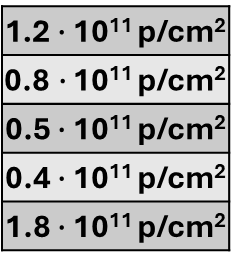 1.2 · 10¹¹ p/cm²
0.8 · 10¹¹ p/cm²
0.5 · 10¹¹ p/cm²
0.4 · 10¹¹ p/cm²
1.8 · 10¹¹ p/cm²